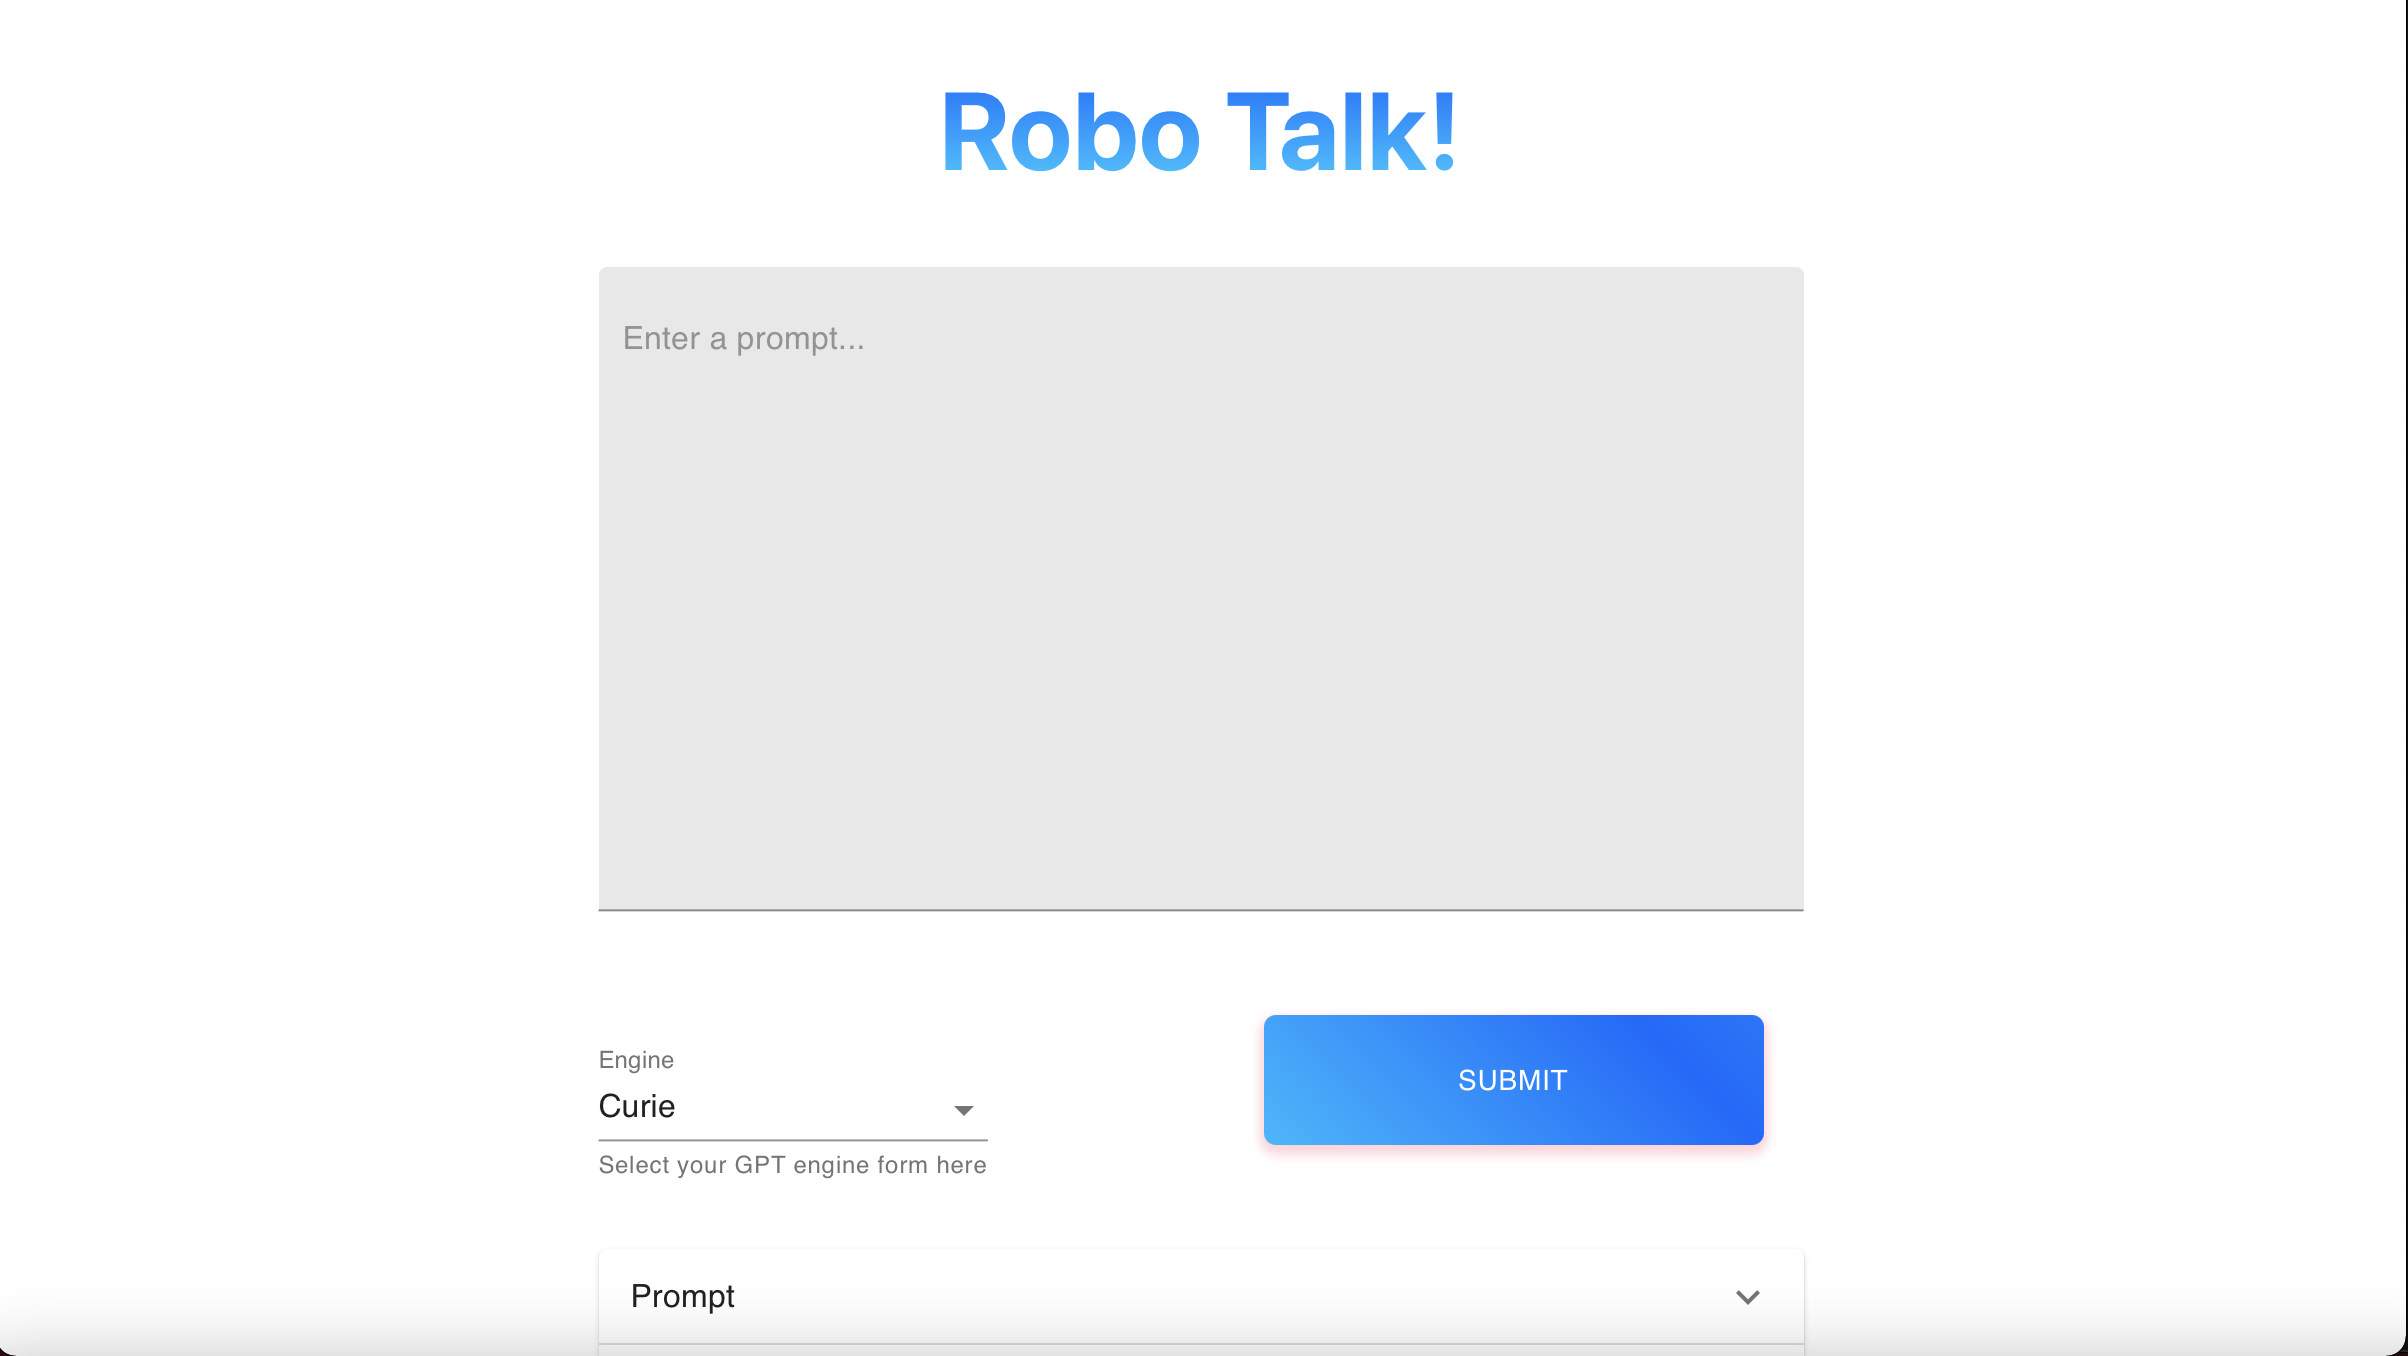 Robo Talk!
Enter a prompt...
Engine
Curie
SUBMIT
Select your GPT engine form here
Prompt